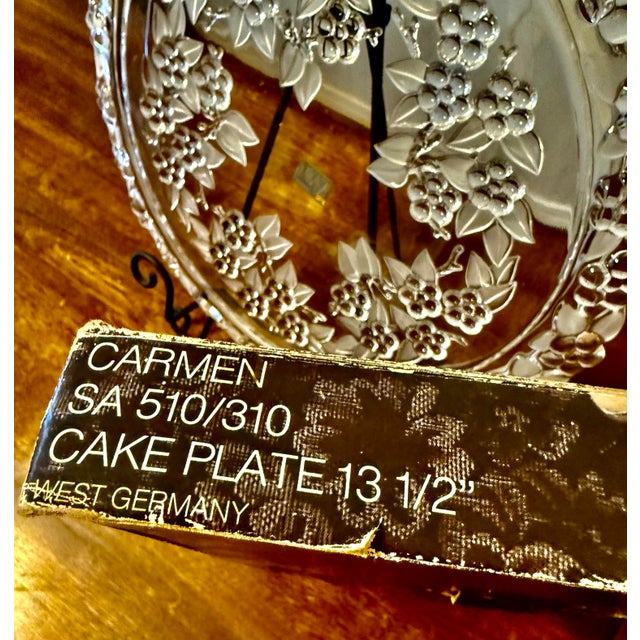 CARMEN
SA 510/310
CAKE PLATE 13 1/2"
WEST GERMANY